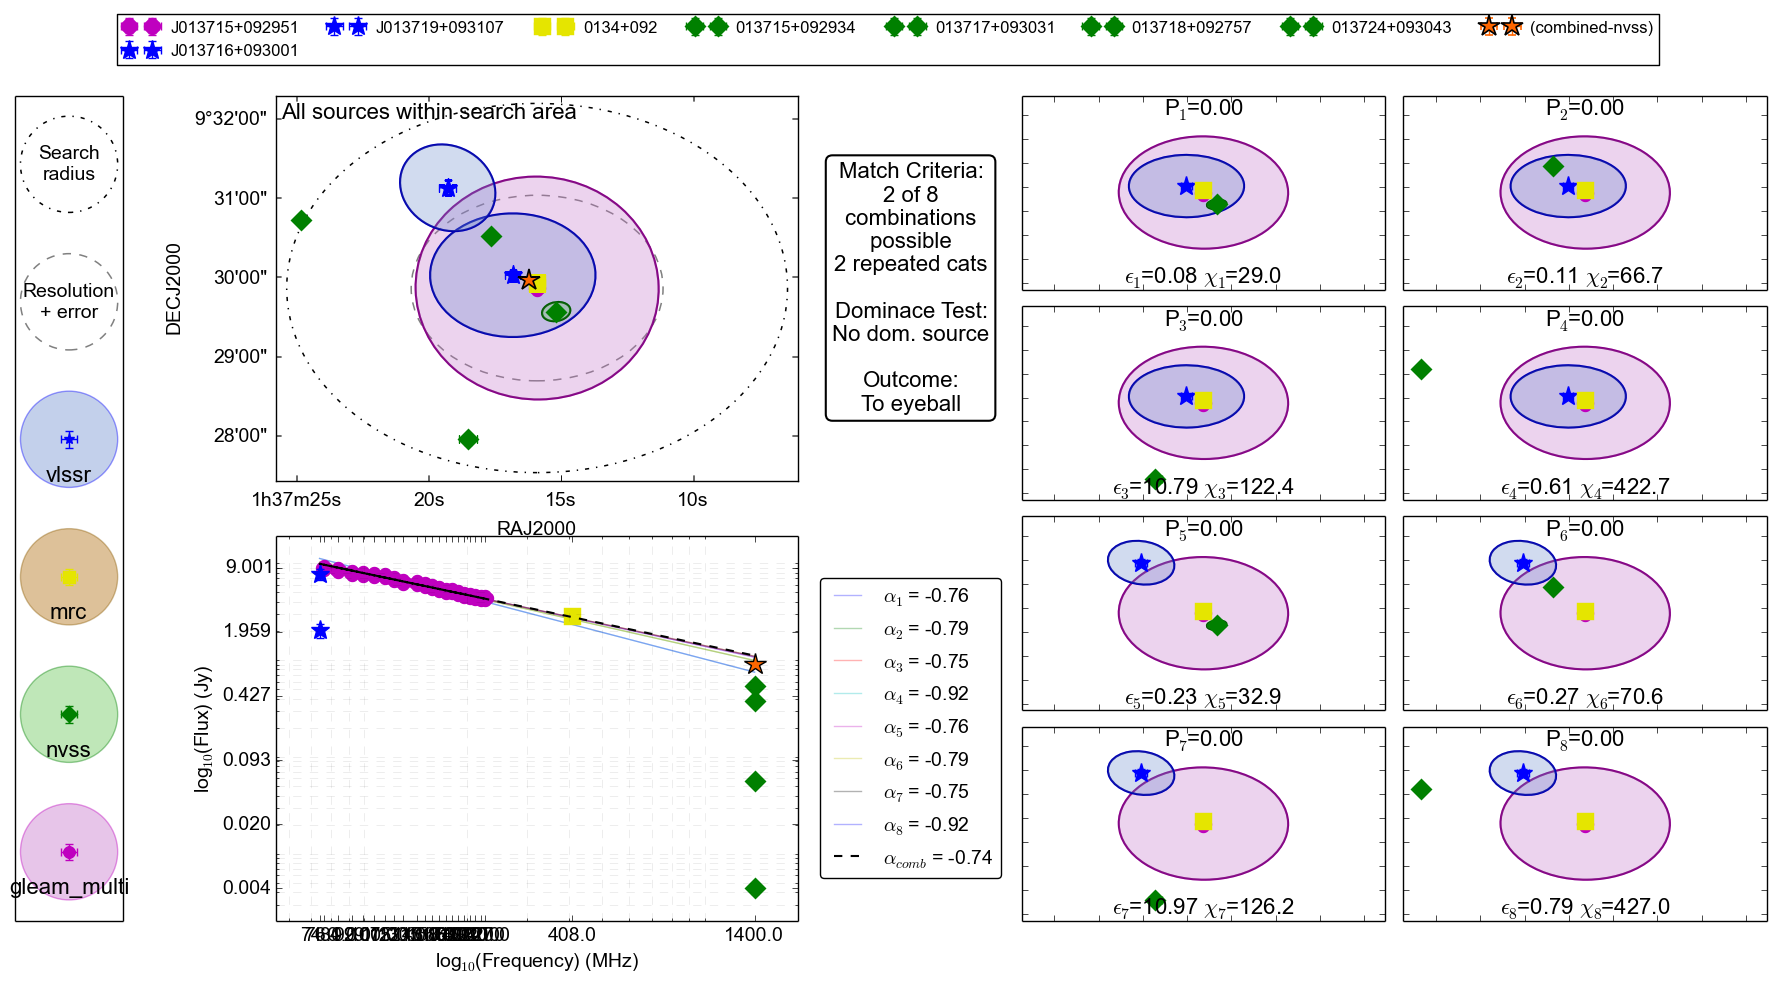 J013715+092951
J013719+093107
0134+092
013715+092934
013717+093031
013718+092757
013724+093043
(combined-nvss)
J013716+093001
Search
radius
Resolution
+ error
vlssr
mrc
nvss
gleam_multi
All sources within search area
9°32'00"
31'00"
30'00"
29'00"
28'00"
DECJ2000
1h37m25s
20s
15s
10s
RAJ2000
9.001
1.959
0.427
0.093
0.020
0.004
log10(Flux) (Jy)
408.0
1400.0
log10(Frequency) (MHz)
Match Criteria:
2 of 8
combinations
possible
2 repeated cats
Dominace Test:
No dom. source
Outcome:
To eyeball
α1 = -0.76
α2 = -0.79
α3 = -0.75
α4 = -0.92
α5 = -0.76
α6 = -0.79
α7 = -0.75
α8 = -0.92
αcomb = -0.74
P1=0.00
ϵ1=0.08 χ1=29.0
P2=0.00
ϵ2=0.11 χ2=66.7
P3=0.00
ϵ3=10.79 χ3=122.4
P4=0.00
ϵ4=0.61 χ4=422.7
P5=0.00
ϵ5=0.23 χ5=32.9
P6=0.00
ϵ6=0.27 χ6=70.6
P7=0.00
ϵ7=10.97 χ7=126.2
P8=0.00
ϵ8=0.79 χ8=427.0